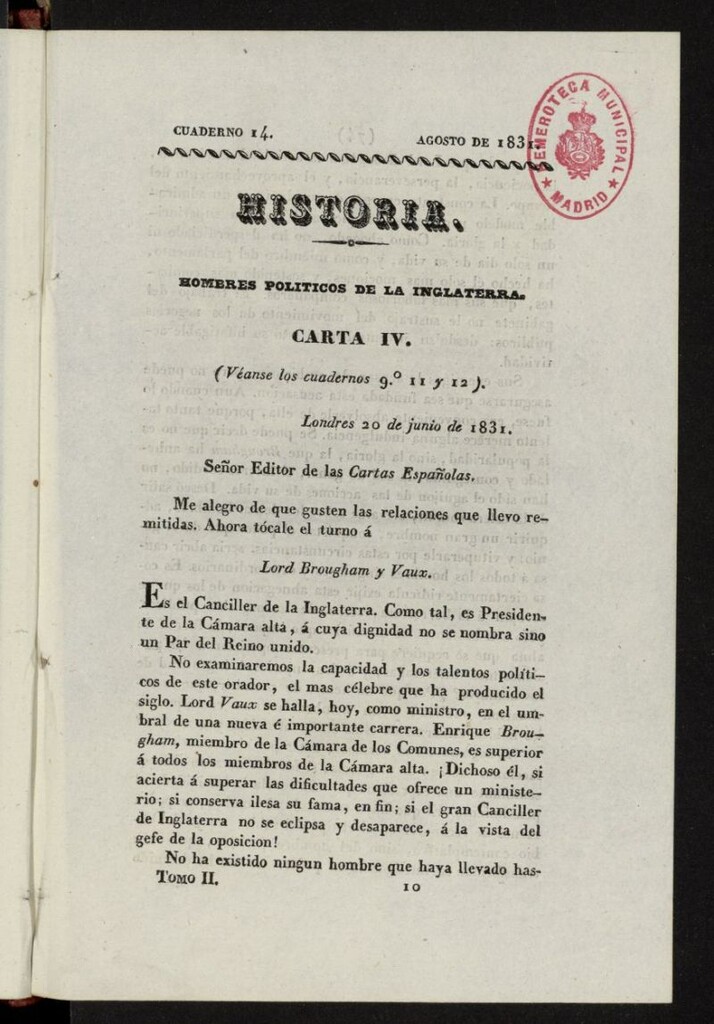 CUADERNO 14. AGOSTO DE 1831.
HEMEROTECA MUNICIPAL
★ MADRID ★
HISTORIA.
HOMBRES POLITICOS DE LA INGLATERRA.
CARTA IV.
(Véanse los cuadernos 9.º 11 y 12).
Londres 20 de junio de 1831.
Señor Editor de las Cartas Españolas.
Me alegro de que gusten las relaciones que llevo re-
mitidas. Ahora tócale el turno á
Lord Brougham y Vaux.
Es el Canciller de la Inglaterra. Como tal, es Presiden-
te de la Cámara alta, á cuya dignidad no se nombra sino
un Par del Reino unido.
No examinaremos la capacidad y los talentos políti-
cos de este orador, el mas célebre que ha producido el
siglo. Lord Vaux se halla, hoy, como ministro, en el um-
bral de una nueva é importante carrera. Enrique Brou-
gham, miembro de la Cámara de los Comunes, es superior
á todos los miembros de la Cámara alta. ¡Dichoso él, si
acierta á superar las dificultades que ofrece un ministe-
rio; si conserva ilesa su fama, en fin; si el gran Canciller
de Inglaterra no se eclipsa y desaparece, á la vista del
gefe de la oposicion!
No ha existido ningun hombre que haya llevado has-
TOMO II. 10